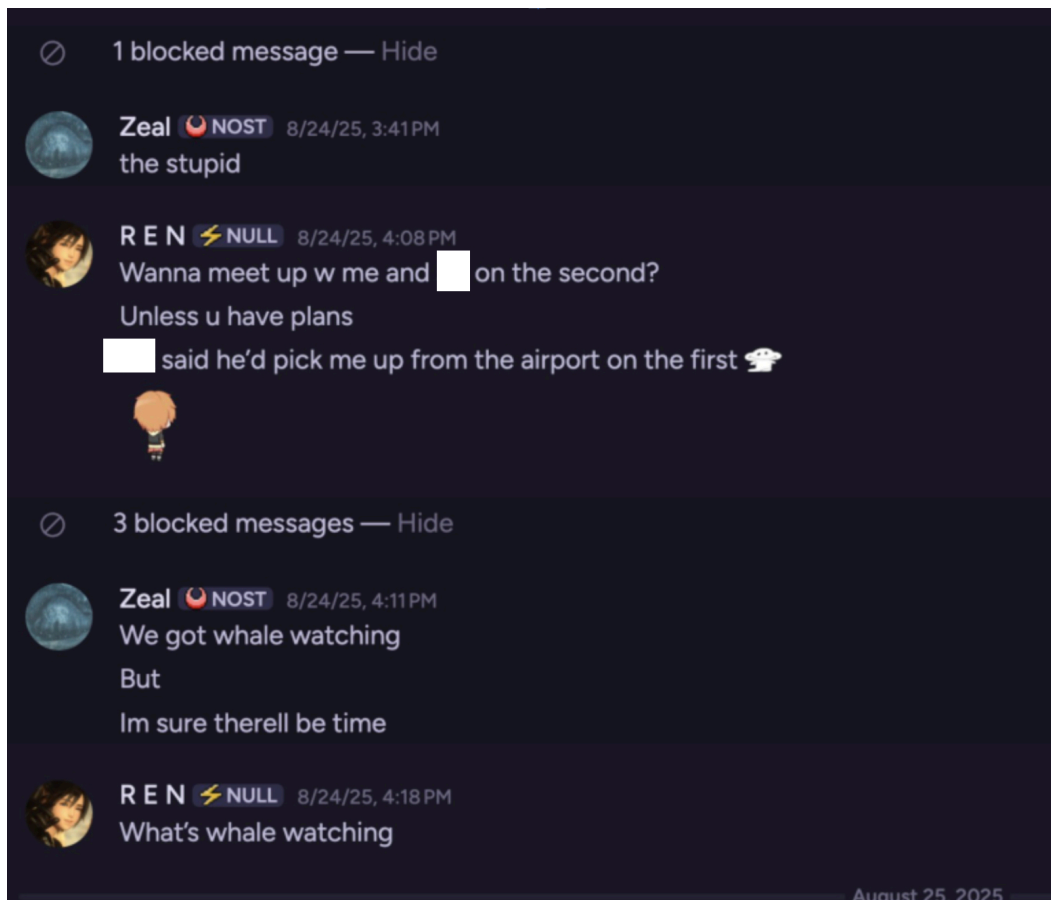 1 blocked message — Hide
Zeal NOST 8/24/25, 3:41 PM
the stupid
R E N NULL 8/24/25, 4:08 PM
Wanna meet up w me and on the second?
Unless u have plans
said he'd pick me up from the airport on the first
3 blocked messages — Hide
Zeal NOST 8/24/25, 4:11 PM
We got whale watching
But
Im sure therell be time
R E N NULL 8/24/25, 4:18 PM
What's whale watching
August 25, 2025